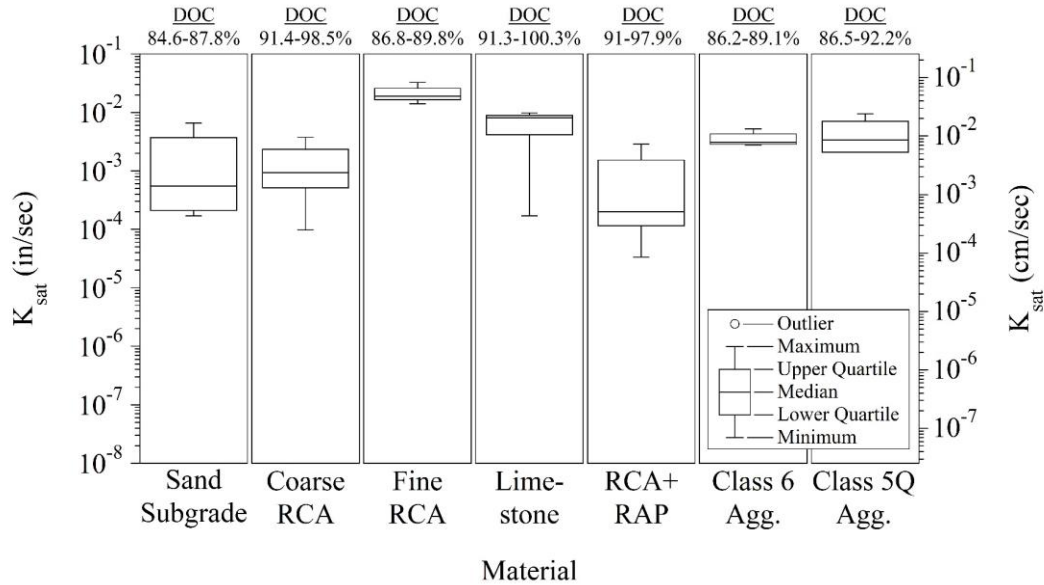 DOC DOC DOC DOC DOC DOC DOC
84.6-87.8% 91.4-98.5% 86.8-89.8% 91.3-100.3% 91-97.9% 86.2-89.1% 86.5-92.2%
10⁻¹
10⁻²
10⁻³
10⁻⁴
10⁻⁵
10⁻⁶
10⁻⁷
10⁻⁸
K_sat (in/sec)
10⁻¹
10⁻²
10⁻³
10⁻⁴
10⁻⁵
10⁻⁶
10⁻⁷
K_sat (cm/sec)
Outlier
Maximum
Upper Quartile
Median
Lower Quartile
Minimum
Sand Coarse Fine Lime- RCA+ Class 6 Class 5Q
Subgrade RCA RCA stone RAP Agg. Agg.
Material